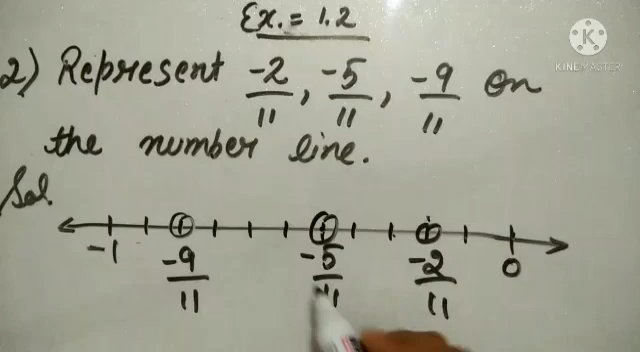 Ex. = 1.2
K
KINEMASTER
2) Represent -2/11, -5/11, -9/11 on
the number line.
Sol.
-1 -9/11 -5/11 -2/11 0